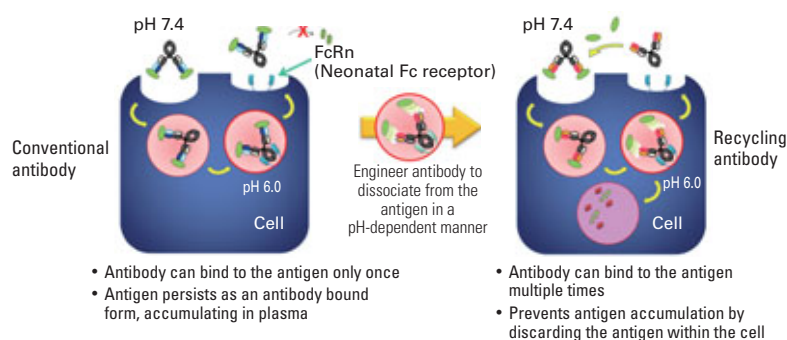 pH 7.4
FcRn
(Neonatal Fc receptor)
Conventional
antibody
pH 6.0
Cell
• Antibody can bind to the antigen only once
• Antigen persists as an antibody bound
form, accumulating in plasma
Engineer antibody to
dissociate from the
antigen in a
pH-dependent manner
pH 7.4
Recycling
antibody
pH 6.0
Cell
• Antibody can bind to the antigen
multiple times
• Prevents antigen accumulation by
discarding the antigen within the cell